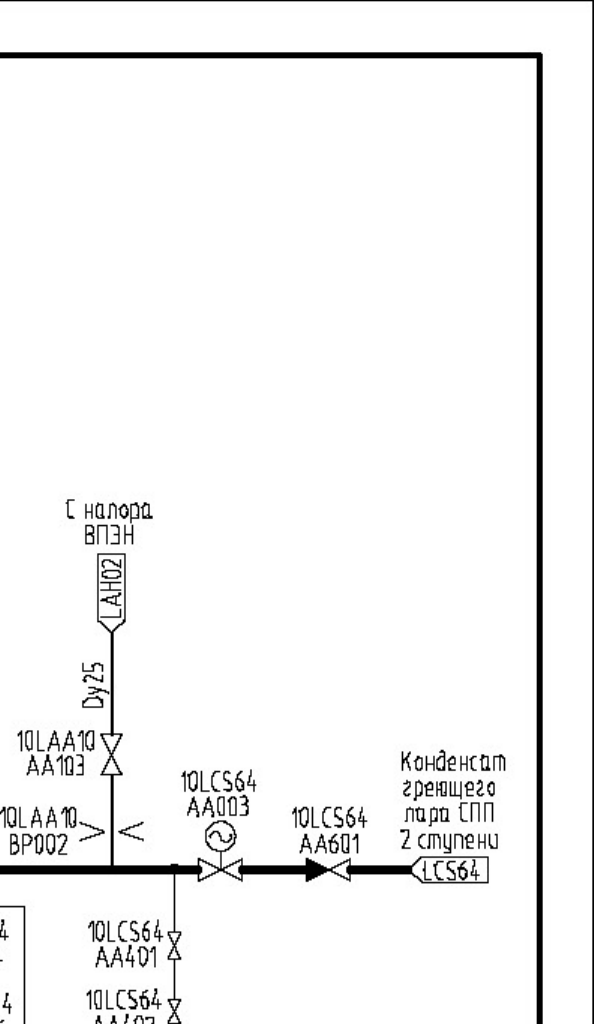 С напора
ВПЭН
LAH02
Dy25
10LAA10
AA103
10LAA10
BP002
10LCS64
AA003
10LCS64
AA601
Конденсат
греющего
пара СПП
2 ступени
LCS64
10LCS64
AA401
10LCS64
4
4